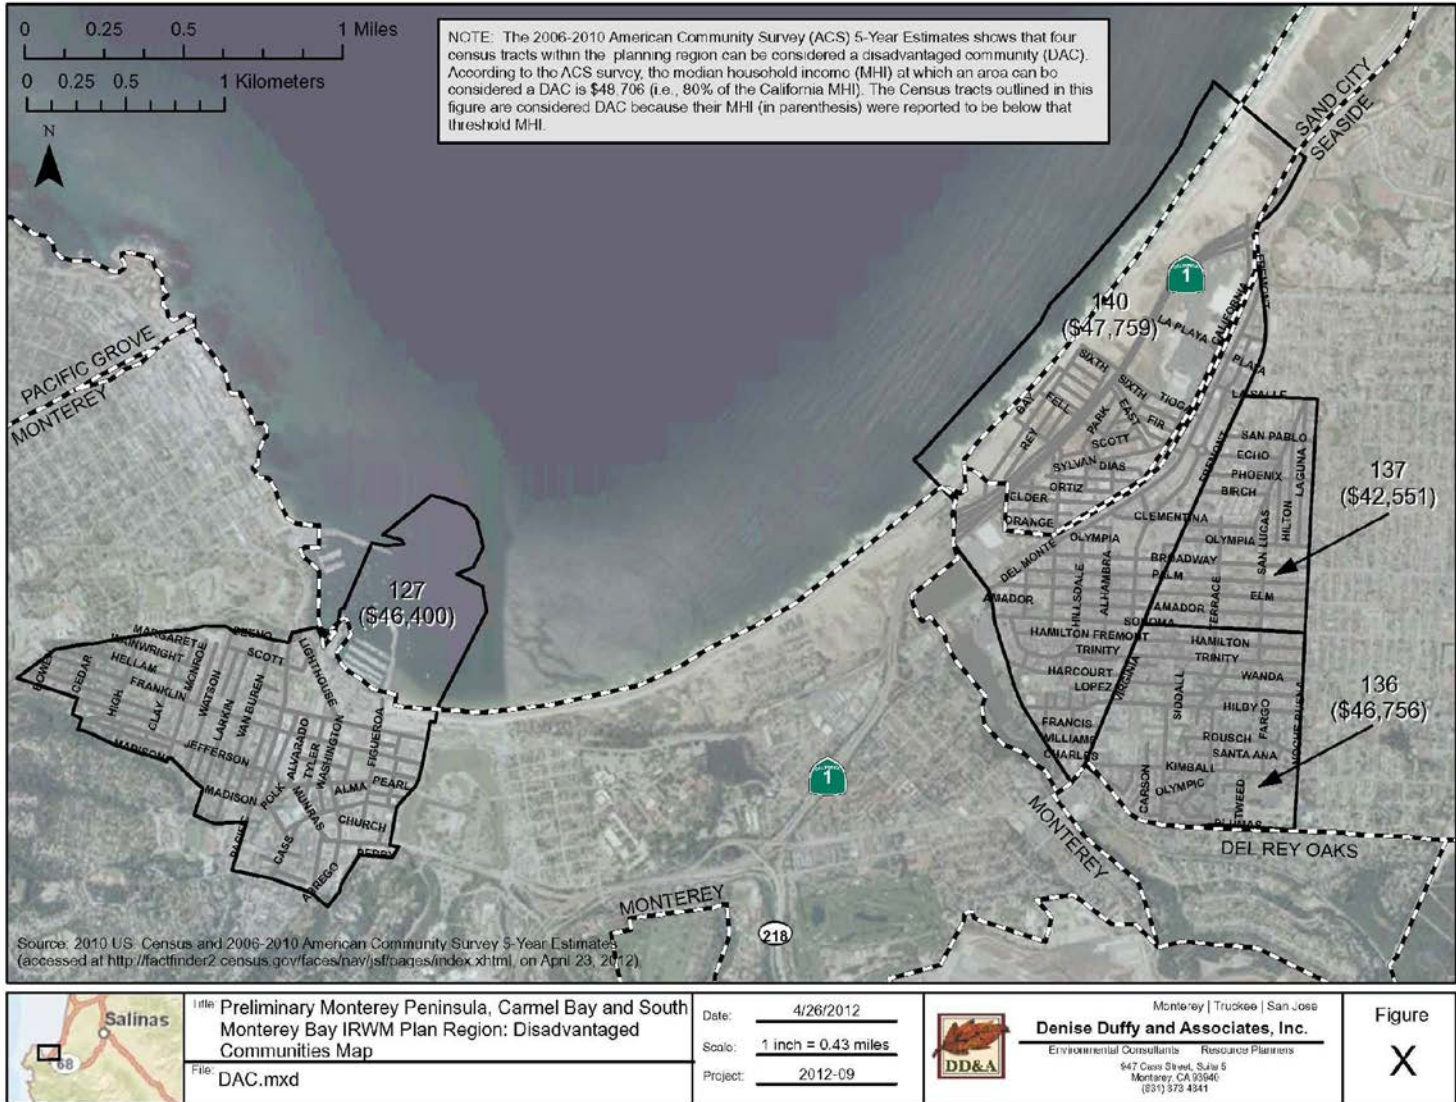 0 0.25 0.5 1 Miles
0 0.25 0.5 1 Kilometers
N
NOTE: The 2006-2010 American Community Survey (ACS) 5-Year Estimates shows that four
census tracts within the planning region can be considered a disadvantaged community (DAC).
According to the ACS survey, the median household income (MHI) at which an area can be
considered a DAC is $48,706 (i.e., 80% of the California MHI). The Census tracts outlined in this
figure are considered DAC because their MHI (in parenthesis) were reported to be below that
threshold MHI.
SAND CITY
SEASIDE
PACIFIC GROVE
MONTEREY
1
140
($47,759)
FREMONT
CALIFORNIA
LA PLAYA
PLAYA
LA SALLE
SIXTH
SIXTH
TIOGA
BAY
FELL
PARK
EAST
FIR
REY
SCOTT
SYLVAN
DIAS
ORTIZ
ELDER
ORANGE
FREMONT
SAN PABLO
ECHO
PHOENIX
BIRCH
LAGUNA
HILTON
SAN LUCAS
137
($42,551)
CLEMENTINA
OLYMPIA
OLYMPIA
DEL MONTE
BROADWAY
PALM
HILLSDALE
ALHAMBRA
TERRACE
ELM
AMADOR
AMADOR
SONOMA
HAMILTON
FREMONT
HAMILTON
TRINITY
TRINITY
HARCOURT
LOPEZ
VIRGINIA
SIDDALL
WANDA
HILBY
FARGO
136
($46,756)
FRANCIS
WILLIAMS
CHARLES
ROUSCH
SANTA ANA
NOCHE BUENA
KIMBALL
OLYMPIC
CARSON
TWEED
PLUMAS
MONTEREY
DEL REY OAKS
127
($46,400)
MARGARETE
SEENO
WAINWRIGHT
SCOTT
LIGHTHOUSE
HELLAM
MONROE
CEDAR
FRANKLIN
WATSON
HIGH
CLAY
LARKIN
VAN BUREN
ALVARADO
TYLER
WASHINGTON
FIGUEROA
MADISON
JEFFERSON
MADISON
POLK
MUNRAS
ALMA
PEARL
PACIFIC
CASS
CHURCH
PERRY
ABREGO
1
MONTEREY
218
Source: 2010 US. Census and 2006-2010 American Community Survey 5-Year Estimates
(accessed at http://factfinder2.census.gov/faces/nav/jsf/pages/index.xhtml, on April 23, 2012)
Salinas
68
Title: Preliminary Monterey Peninsula, Carmel Bay and South
Monterey Bay IRWM Plan Region: Disadvantaged
Communities Map
File: DAC.mxd
Date: 4/26/2012
Scale: 1 inch = 0.43 miles
Project: 2012-09
DD&A
Monterey | Truckee | San Jose
Denise Duffy and Associates, Inc.
Environmental Consultants Resource Planners
947 Cass Street, Suite 5
Monterey, CA 93940
(831) 373 4341
Figure
X